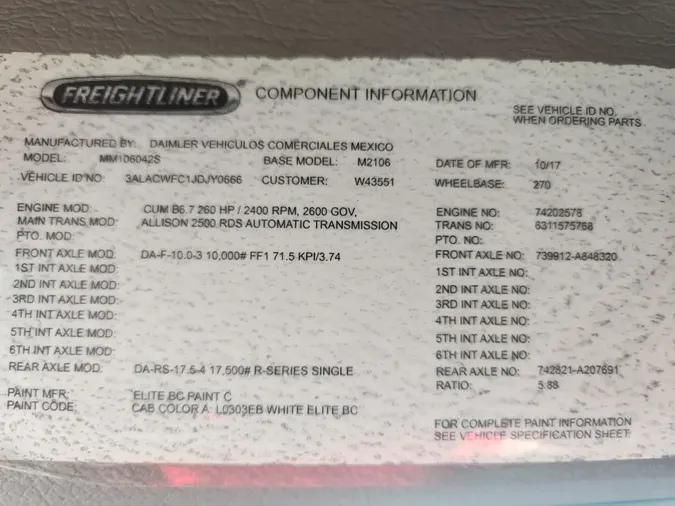 FREIGHTLINER COMPONENT INFORMATION
SEE VEHICLE ID NO.
WHEN ORDERING PARTS
MANUFACTURED BY: DAIMLER VEHICULOS COMERCIALES MEXICO
MODEL: MM106042S BASE MODEL: M2106 DATE OF MFR: 10/17
VEHICLE ID NO: 3ALACWFC1JDJY0666 CUSTOMER: W43551 WHEELBASE: 270
ENGINE MOD: CUM B6.7 260 HP / 2400 RPM, 2600 GOV, ENGINE NO: 74202578
MAIN TRANS MOD: ALLISON 2500 RDS AUTOMATIC TRANSMISSION TRANS NO: 6311575758
PTO. MOD: PTO. NO:
FRONT AXLE MOD: DA-F-10.0-3 10,000# FF1 71.5 KPI/3.74 FRONT AXLE NO: 739912-A848320
1ST INT AXLE MOD: 1ST INT AXLE NO:
2ND INT AXLE MOD: 2ND INT AXLE NO:
3RD INT AXLE MOD: 3RD INT AXLE NO:
4TH INT AXLE MOD: 4TH INT AXLE NO:
5TH INT AXLE MOD: 5TH INT AXLE NO:
6TH INT AXLE MOD: 6TH INT AXLE NO:
REAR AXLE MOD: DA-RS-17.5-4 17,500# R-SERIES SINGLE REAR AXLE NO: 742821-A207691
RATIO: 5.88
PAINT MFR: ELITE BC PAINT C
PAINT CODE: CAB COLOR A: L0303EB WHITE ELITE BC
FOR COMPLETE PAINT INFORMATION
SEE VEHICLE SPECIFICATION SHEET.